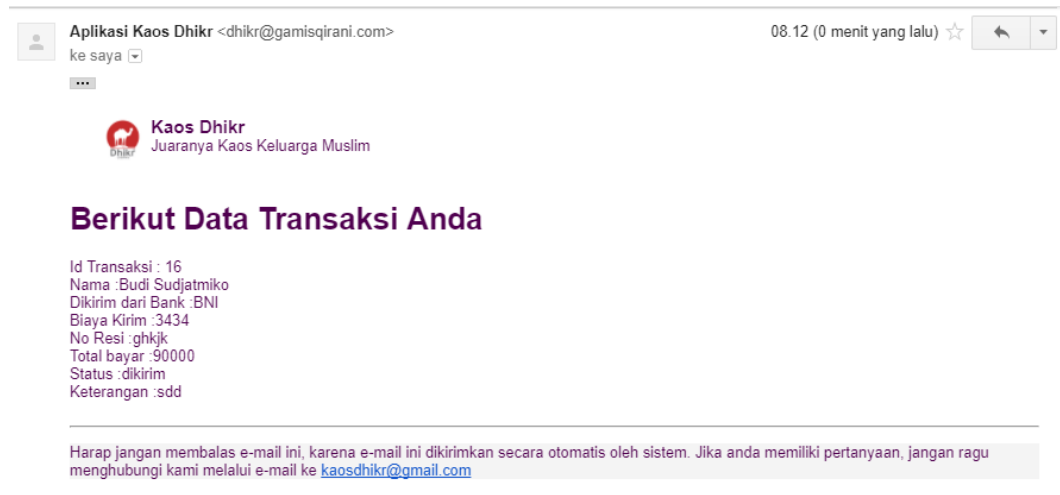 Aplikasi Kaos Dhikr <dhikr@gamisqirani.com> 08.12 (0 menit yang lalu)
ke saya
Dhikr
Kaos Dhikr
Juaranya Kaos Keluarga Muslim
Berikut Data Transaksi Anda
Id Transaksi : 16
Nama :Budi Sudjatmiko
Dikirim dari Bank :BNI
Biaya Kirim :3434
No Resi :ghkjk
Total bayar :90000
Status :dikirim
Keterangan :sdd
Harap jangan membalas e-mail ini, karena e-mail ini dikirimkan secara otomatis oleh sistem. Jika anda memiliki pertanyaan, jangan ragu
menghubungi kami melalui e-mail ke kaosdhikr@gmail.com